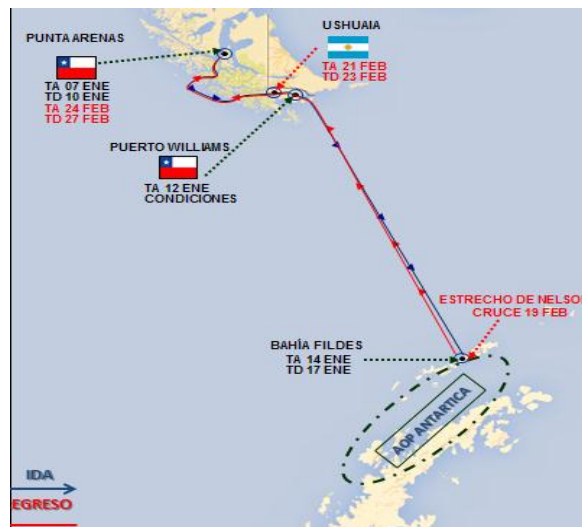 PUNTA ARENAS
TA 07 ENE
TD 10 ENE
TA 24 FEB
TD 27 FEB
USHUAIA
TA 21 FEB
TD 23 FEB
PUERTO WILLIAMS
TA 12 ENE
CONDICIONES
ESTRECHO DE NELSON
CRUCE 19 FEB
BAHÍA FILDES
TA 14 ENE
TD 17 ENE
AOP ANTARTICA
IDA
EGRESO